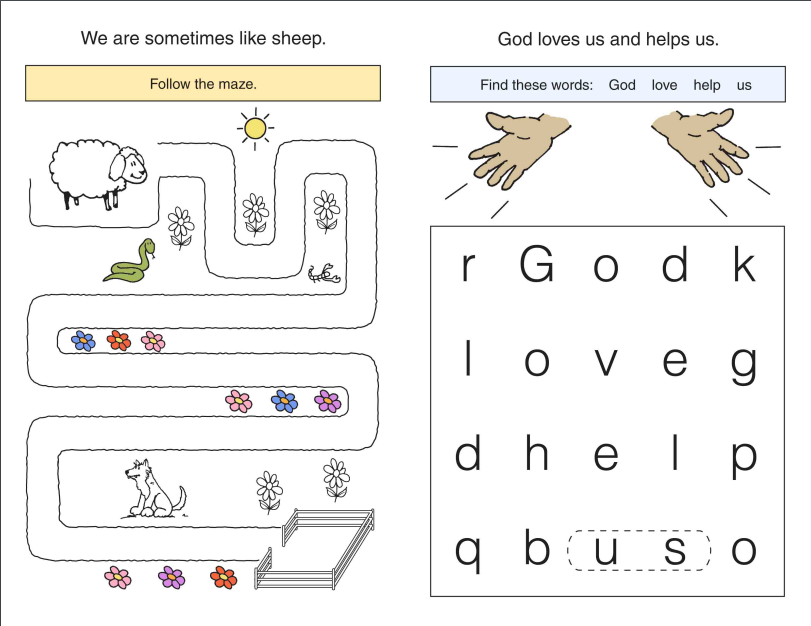 We are sometimes like sheep.
Follow the maze.
God loves us and helps us.
Find these words: God love help us
r G o d k
l o v e g
d h e l p
q b u s o